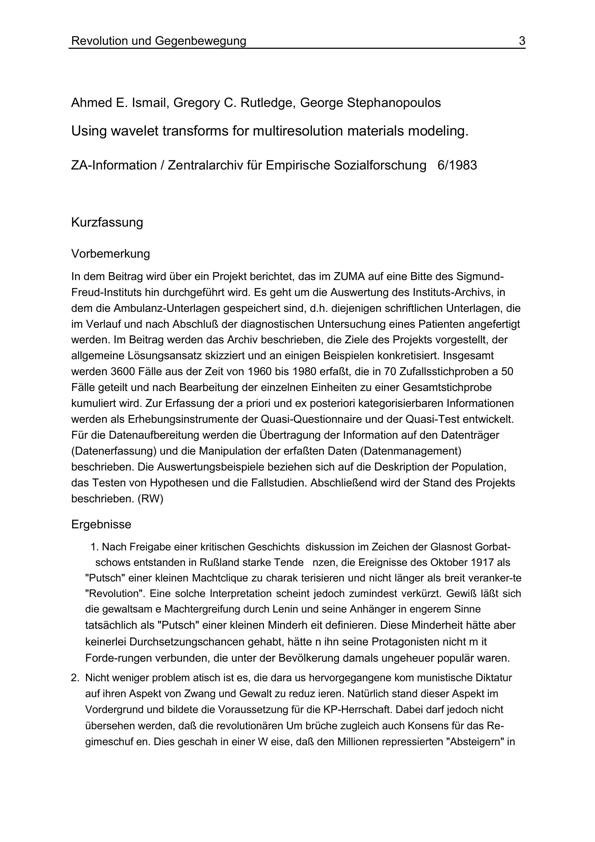 Revolution und Gegenbewegung 3
Ahmed E. Ismail, Gregory C. Rutledge, George Stephanopoulos
Using wavelet transforms for multiresolution materials modeling.
ZA-Information / Zentralarchiv für Empirische Sozialforschung 6/1983
Kurzfassung
Vorbemerkung
In dem Beitrag wird über ein Projekt berichtet, das im ZUMA auf eine Bitte des Sigmund-
Freud-Instituts hin durchgeführt wird. Es geht um die Auswertung des Instituts-Archivs, in
dem die Ambulanz-Unterlagen gespeichert sind, d.h. diejenigen schriftlichen Unterlagen, die
im Verlauf und nach Abschluß der diagnostischen Untersuchung eines Patienten angefertigt
werden. Im Beitrag werden das Archiv beschrieben, die Ziele des Projekts vorgestellt, der
allgemeine Lösungsansatz skizziert und an einigen Beispielen konkretisiert. Insgesamt
werden 3600 Fälle aus der Zeit von 1960 bis 1980 erfaßt, die in 70 Zufallsstichproben a 50
Fälle geteilt und nach Bearbeitung der einzelnen Einheiten zu einer Gesamtstichprobe
kumuliert wird. Zur Erfassung der a priori und ex posteriori kategorisierbaren Informationen
werden als Erhebungsinstrumente der Quasi-Questionnaire und der Quasi-Test entwickelt.
Für die Datenaufbereitung werden die Übertragung der Information auf den Datenträger
(Datenerfassung) und die Manipulation der erfaßten Daten (Datenmanagement)
beschrieben. Die Auswertungsbeispiele beziehen sich auf die Deskription der Population,
das Testen von Hypothesen und die Fallstudien. Abschließend wird der Stand des Projekts
beschrieben. (RW)
Ergebnisse
1. Nach Freigabe einer kritischen Geschichts diskussion im Zeichen der Glasnost Gorbat-
schows entstanden in Rußland starke Tende nzen, die Ereignisse des Oktober 1917 als
"Putsch" einer kleinen Machtclique zu charak terisieren und nicht länger als breit veranker-te
"Revolution". Eine solche Interpretation scheint jedoch zumindest verkürzt. Gewiß läßt sich
die gewaltsam e Machtergreifung durch Lenin und seine Anhänger in engerem Sinne
tatsächlich als "Putsch" einer kleinen Minderh eit definieren. Diese Minderheit hätte aber
keinerlei Durchsetzungschancen gehabt, hätte n ihn seine Protagonisten nicht m it
Forde-rungen verbunden, die unter der Bevölkerung damals ungeheuer populär waren.
2. Nicht weniger problem atisch ist es, die dara us hervorgegangene kom munistische Diktatur
auf ihren Aspekt von Zwang und Gewalt zu reduz ieren. Natürlich stand dieser Aspekt im
Vordergrund und bildete die Voraussetzung für die KP-Herrschaft. Dabei darf jedoch nicht
übersehen werden, daß die revolutionären Um brüche zugleich auch Konsens für das Re-
gimeschuf en. Dies geschah in einer W eise, daß den Millionen repressierten "Absteigern" in